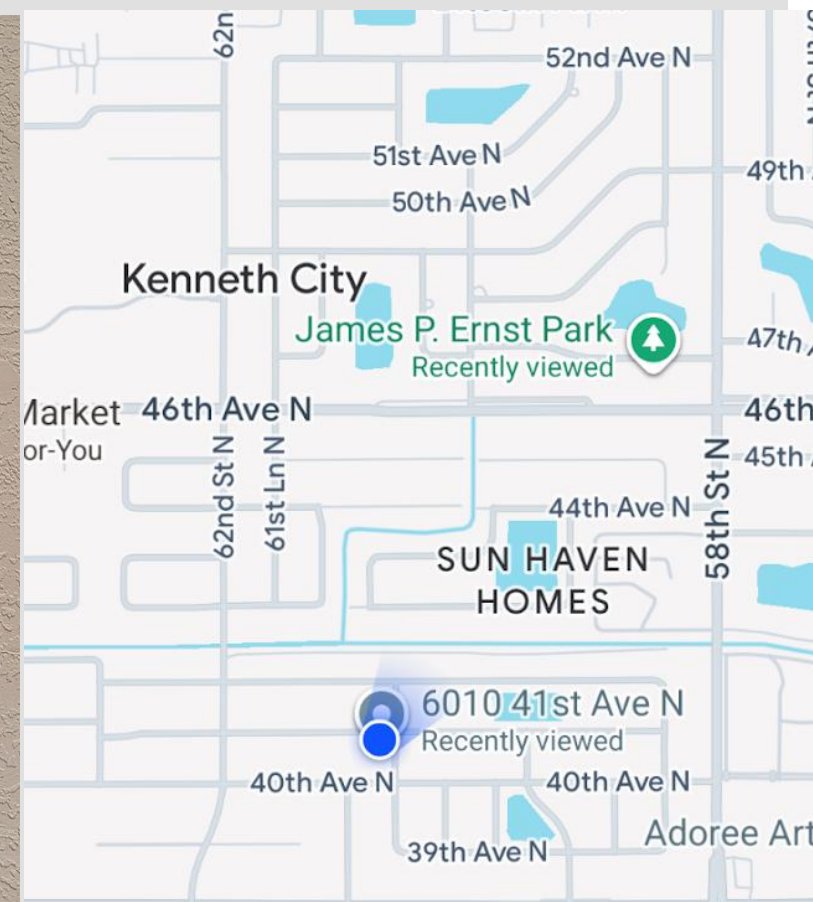 62n
52nd Ave N
51st Ave N
49th
50th Ave N
Kenneth City
James P. Ernst Park
Recently viewed
47th
Market
or-You
46th Ave N
46th
62nd St N
61st Ln N
58th St N
45th
44th Ave N
SUN HAVEN
HOMES
6010 41st Ave N
Recently viewed
40th Ave N
40th Ave N
39th Ave N
Adoree Art